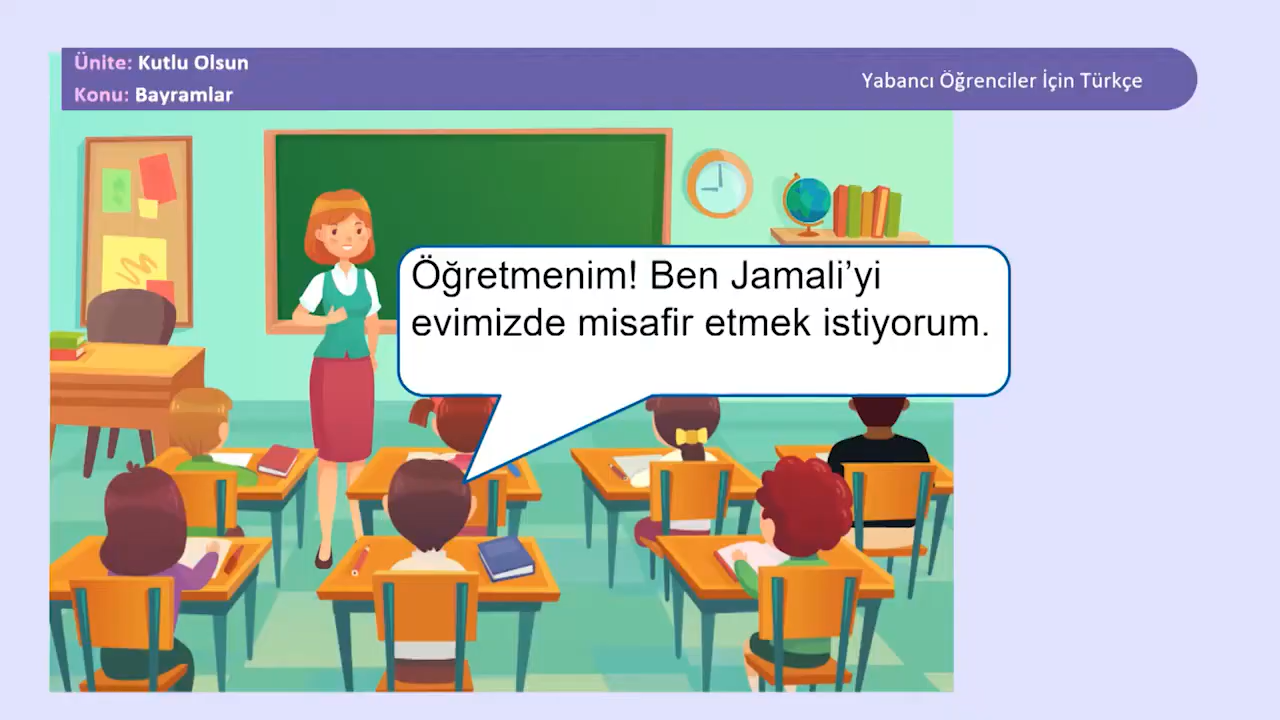 Ünite: Kutlu Olsun
Konu: Bayramlar
Yabancı Öğrenciler İçin Türkçe
Öğretmenim! Ben Jamali’yi
evimizde misafir etmek istiyorum.